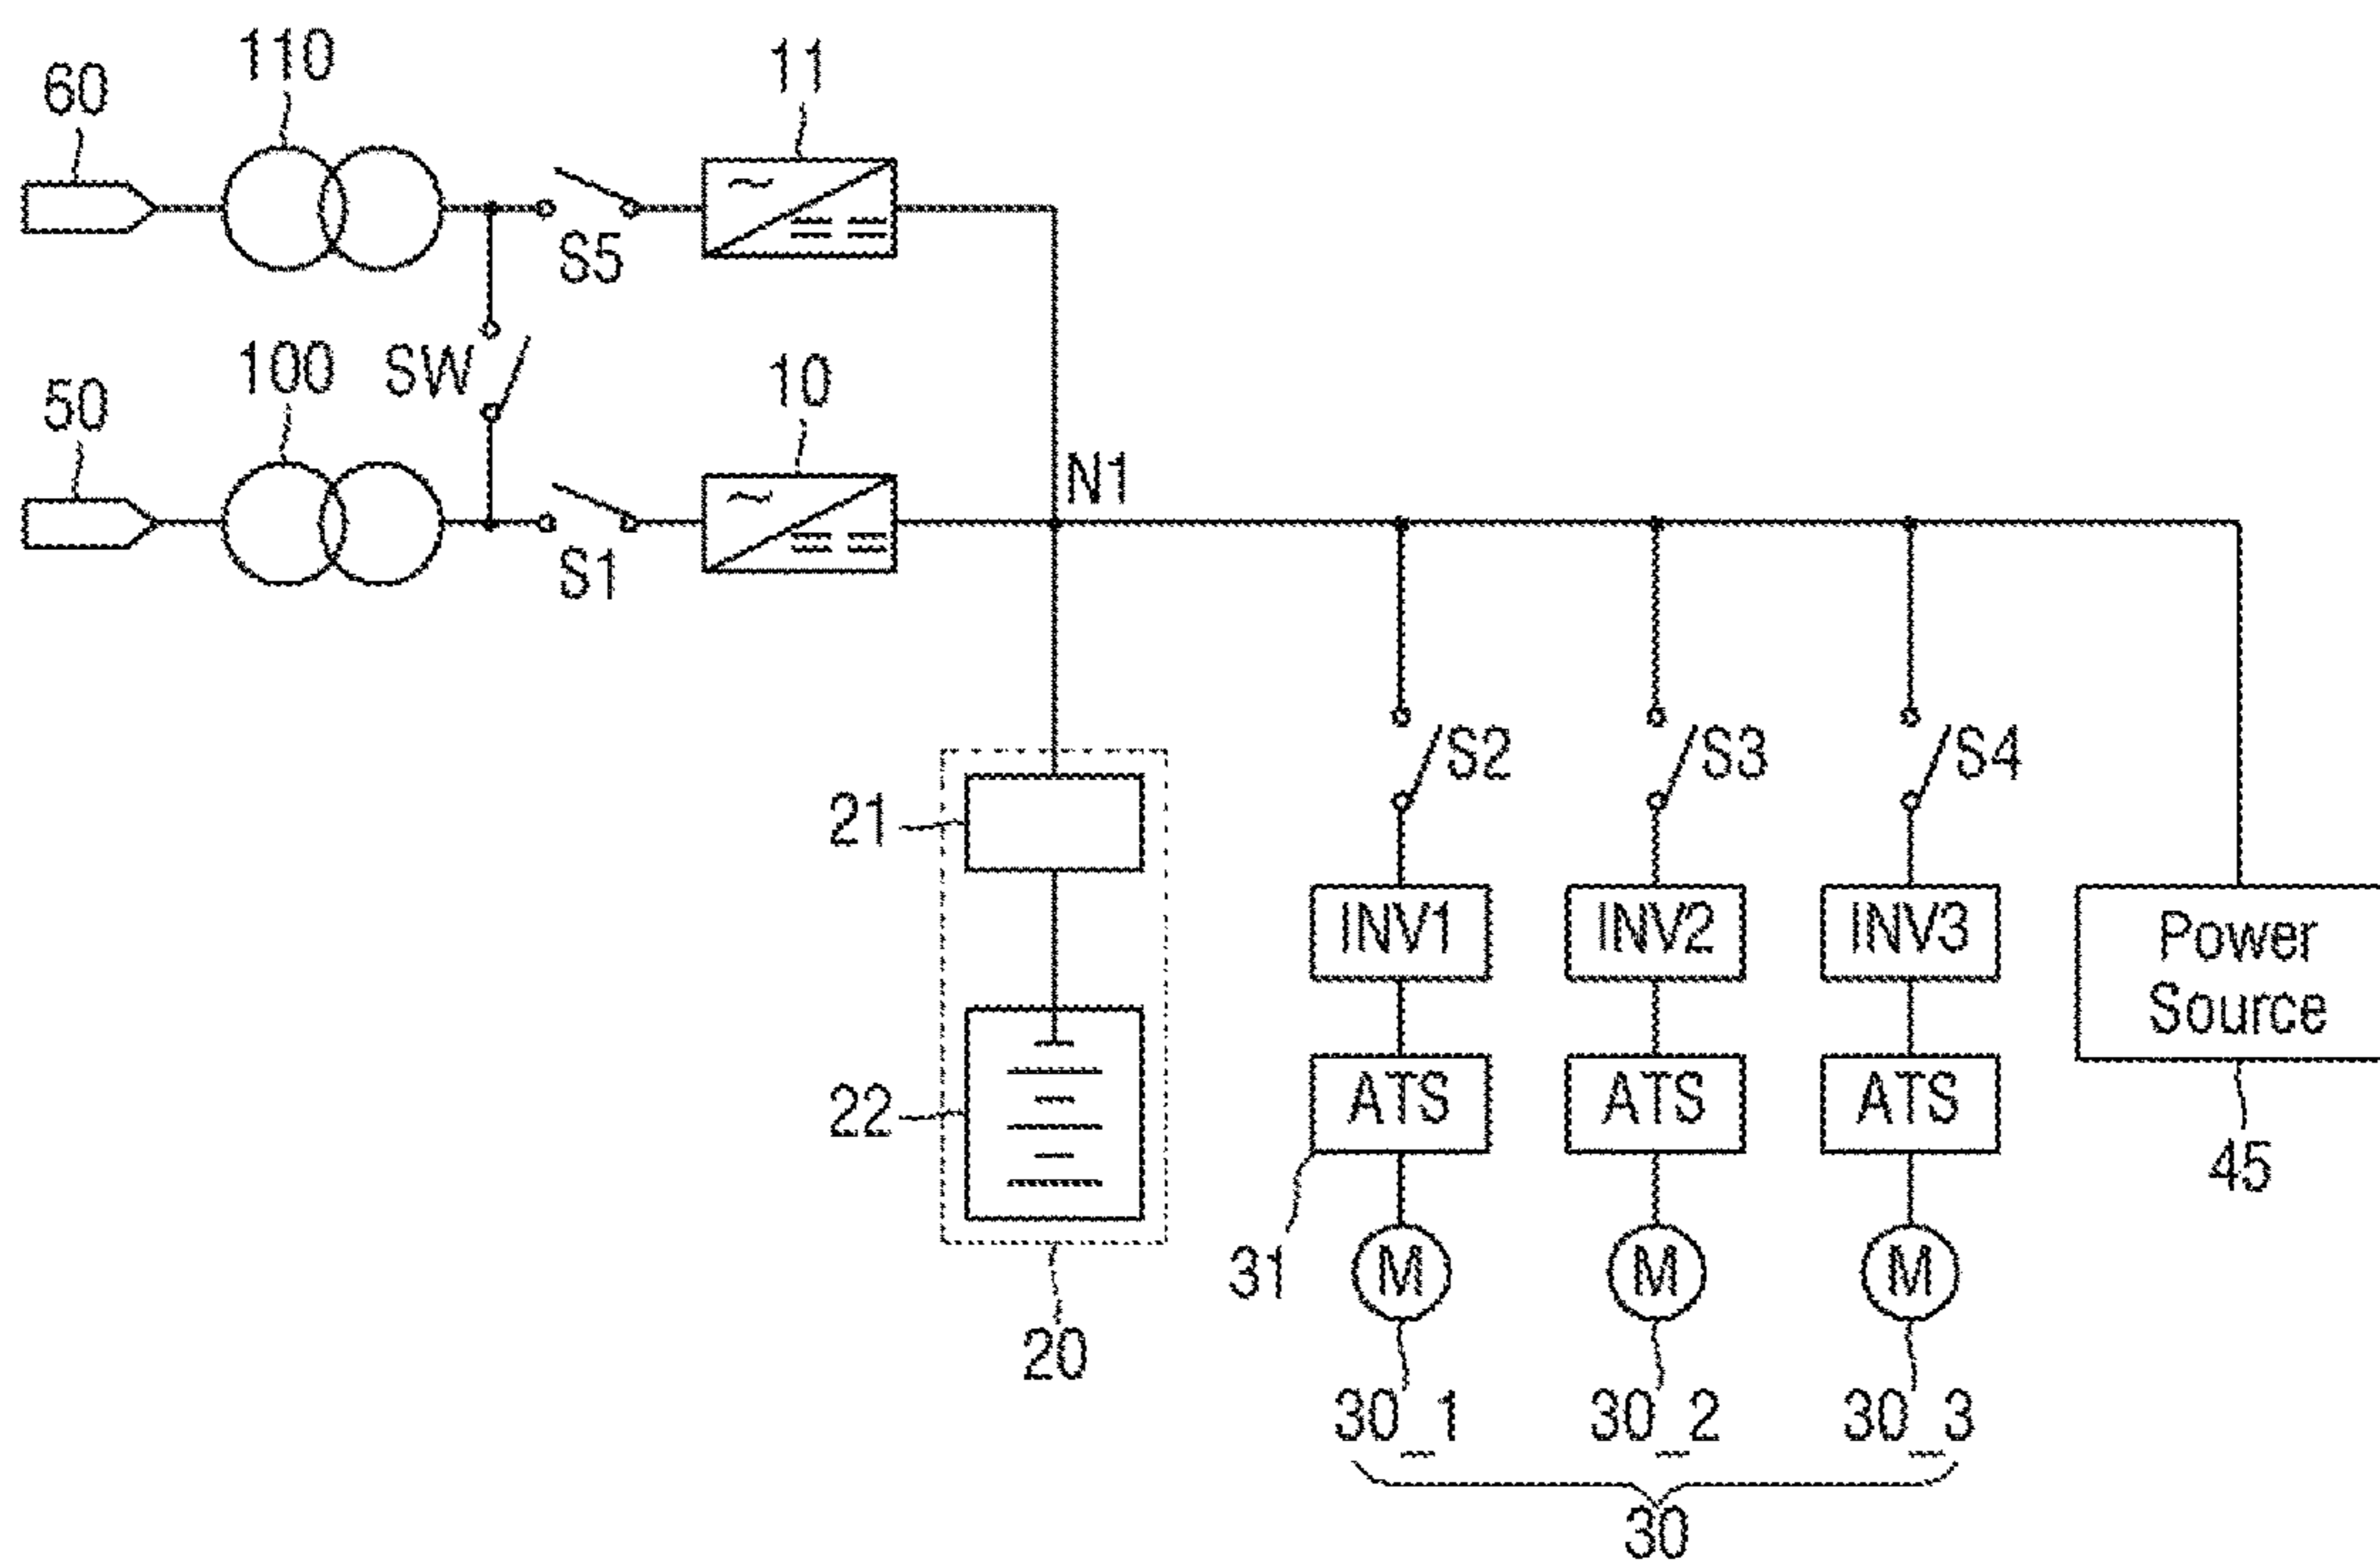 110
11
60
S5
100
SW
10
50
N1
S1
S2
S3
S4
21
INV1
INV2
INV3
Power
Source
ATS
ATS
ATS
22
45
31
M
M
M
20
30_1
30_2
30_3
30